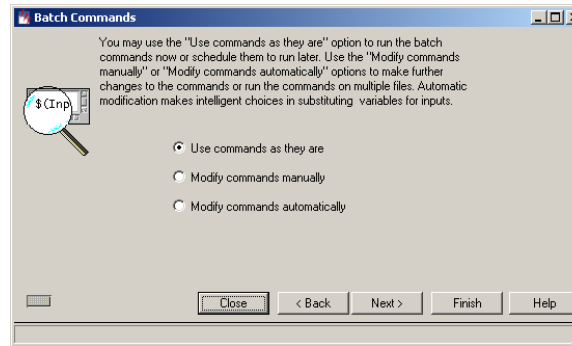 Batch Commands
You may use the "Use commands as they are" option to run the batch
commands now or schedule them to run later. Use the "Modify commands
manually" or "Modify commands automatically" options to make further
changes to the commands or run the commands on multiple files. Automatic
modification makes intelligent choices in substituting variables for inputs.
$(Inp
Use commands as they are
Modify commands manually
Modify commands automatically
Close < Back Next > Finish Help